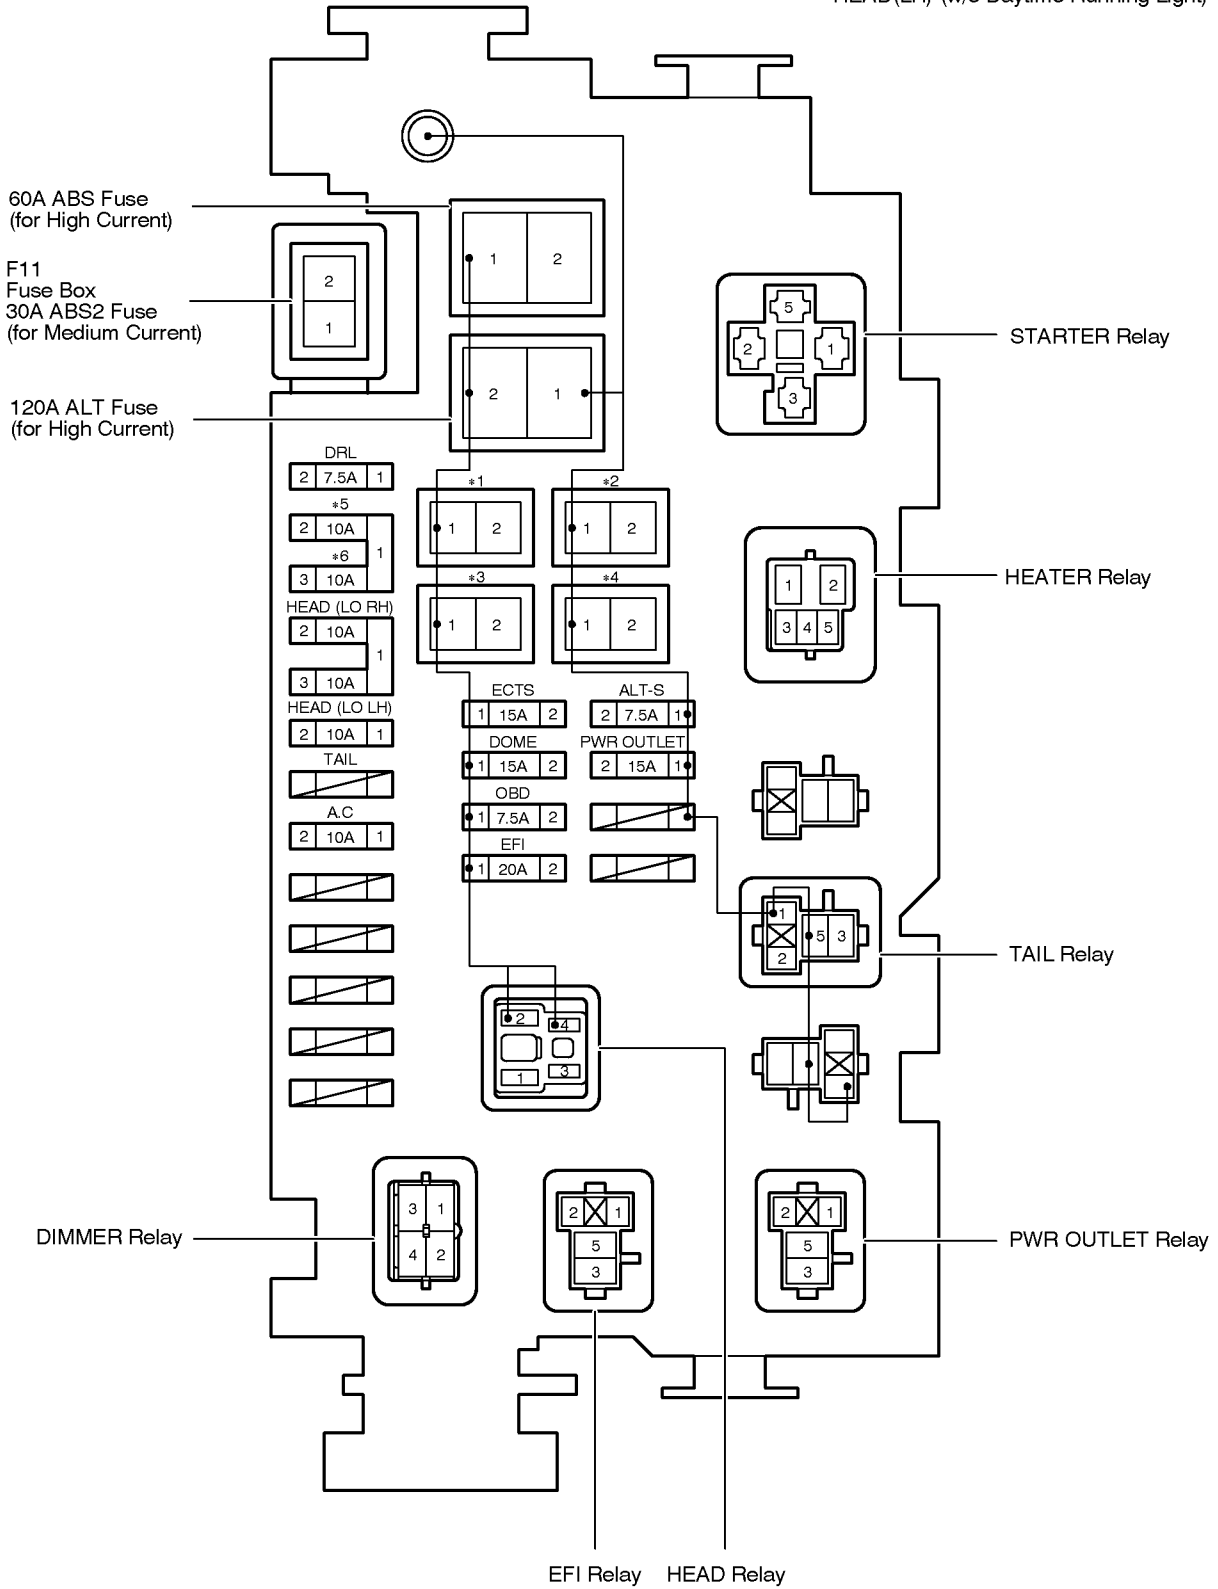 HEAD(LH) (w/o Daytime Running Light)
60A ABS Fuse
(for High Current)
F11
Fuse Box
30A ABS2 Fuse
(for Medium Current)
2
1
1 2
2 1
120A ALT Fuse
(for High Current)
5
2 1
3
STARTER Relay
DRL
2 7.5A 1
*5
2 10A
*6
1
3 10A
HEAD (LO RH)
2 10A
1
3 10A
HEAD (LO LH)
2 10A 1
TAIL
A.C
2 10A 1
*1
1 2
*2
1 2
*3
1 2
*4
1 2
1 2
3 4 5
HEATER Relay
ECTS
1 15A 2
ALT-S
2 7.5A 1
DOME
1 15A 2
PWR OUTLET
2 15A 1
OBD
1 7.5A 2
EFI
1 20A 2
1
5 3
2
TAIL Relay
2 4
1 3
DIMMER Relay
3 1
4 2
2 1
5
3
2 1
5
3
PWR OUTLET Relay
EFI Relay HEAD Relay